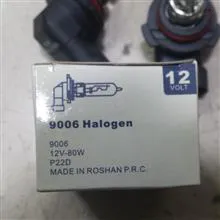 12
VOLT
9006 Halogen
9006
12V-80W
P22D
MADE IN ROSHAN P.R.C.